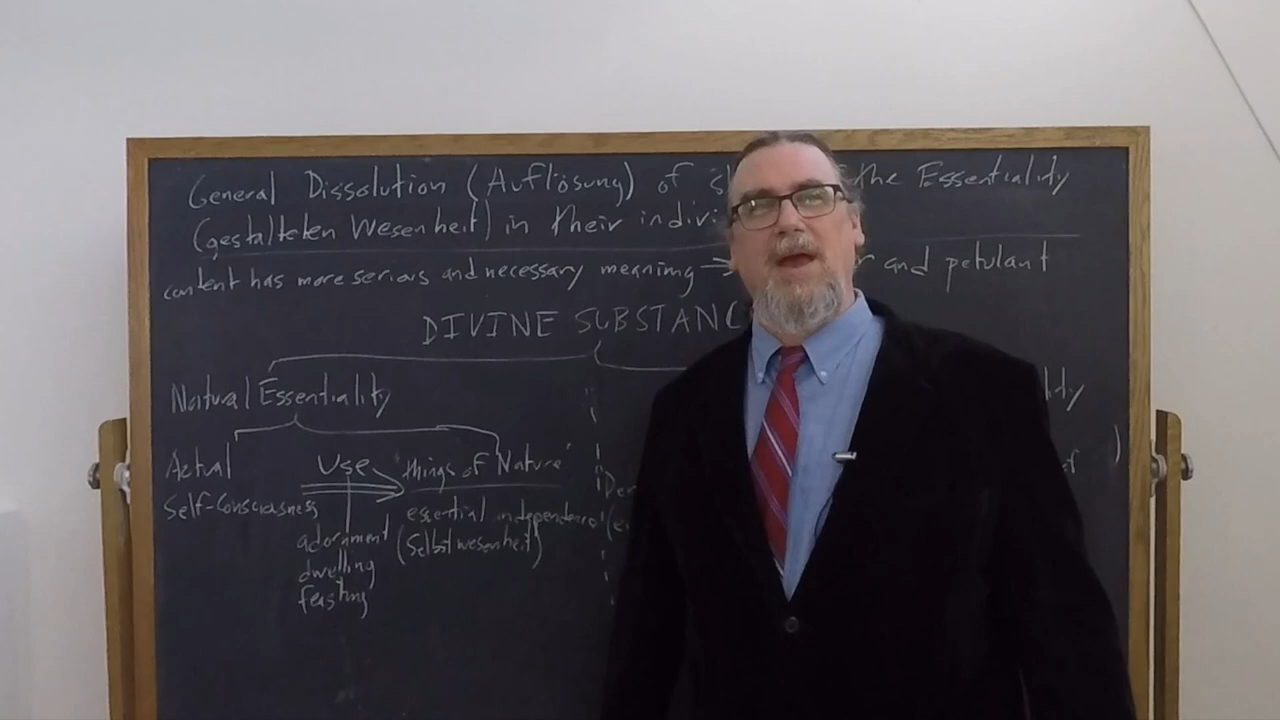 General Dissolution (Auflösung) of the Essentiality
(gestalteten Wesenheit) in their
content has more serious and necessary meaning → and petulant
DIVINE SUBSTANC
Natural Essentiality
Actual Use "things of Nature"
Self-Consciousness
essential independence
adornment (Selbstwesenheit)
dwelling
feasting